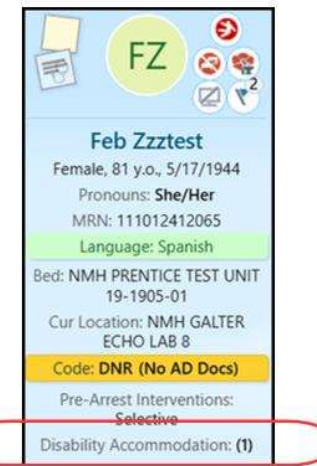 FZ
2
Feb Zzztest
Female, 81 y.o., 5/17/1944
Pronouns: She/Her
MRN: 111012412065
Language: Spanish
Bed: NMH PRENTICE TEST UNIT
19-1905-01
Cur Location: NMH GALTER
ECHO LAB 8
Code: DNR (No AD Docs)
Pre-Arrest Interventions:
Selective
Disability Accommodation: (1)